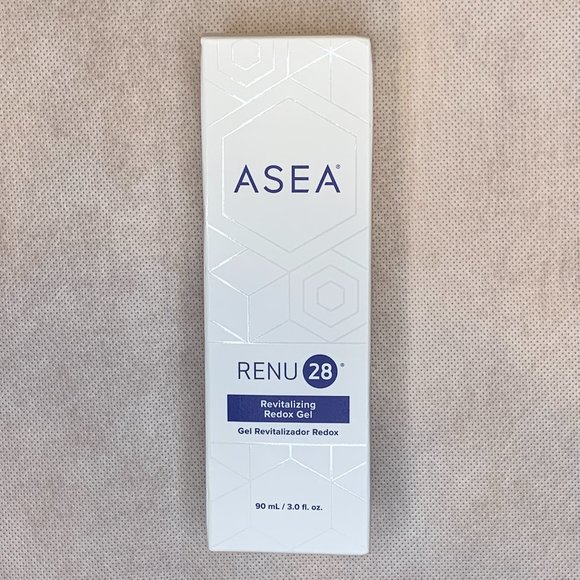 ASEA®
RENU 28®
Revitalizing
Redox Gel
Gel Revitalizador Redox
90 mL / 3.0 fl. oz.